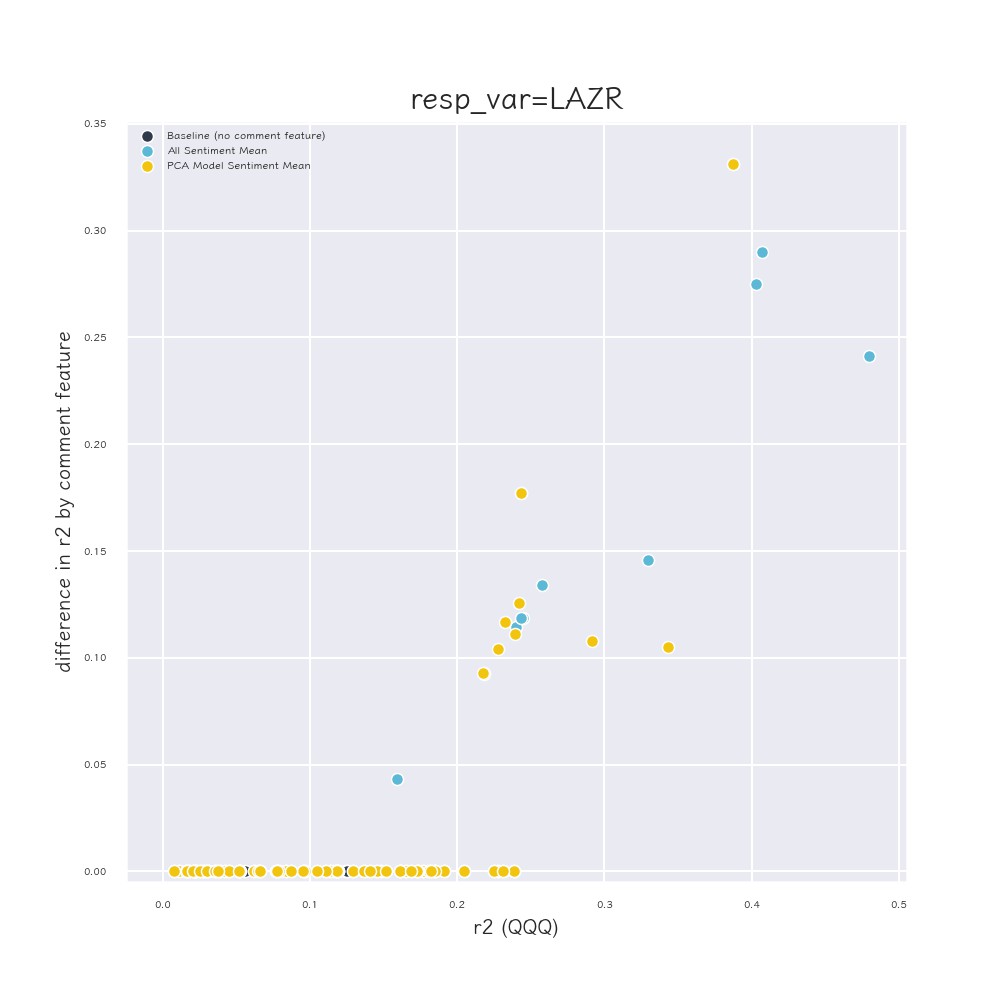 resp_var=LAZR
0.35
Baseline (no comment feature)
All Sentiment Mean
PCA Model Sentiment Mean
0.30
0.25
0.20
0.15
0.10
0.05
0.00
difference in r2 by comment feature
0.0 0.1 0.2 0.3 0.4 0.5
r2 (QQQ)